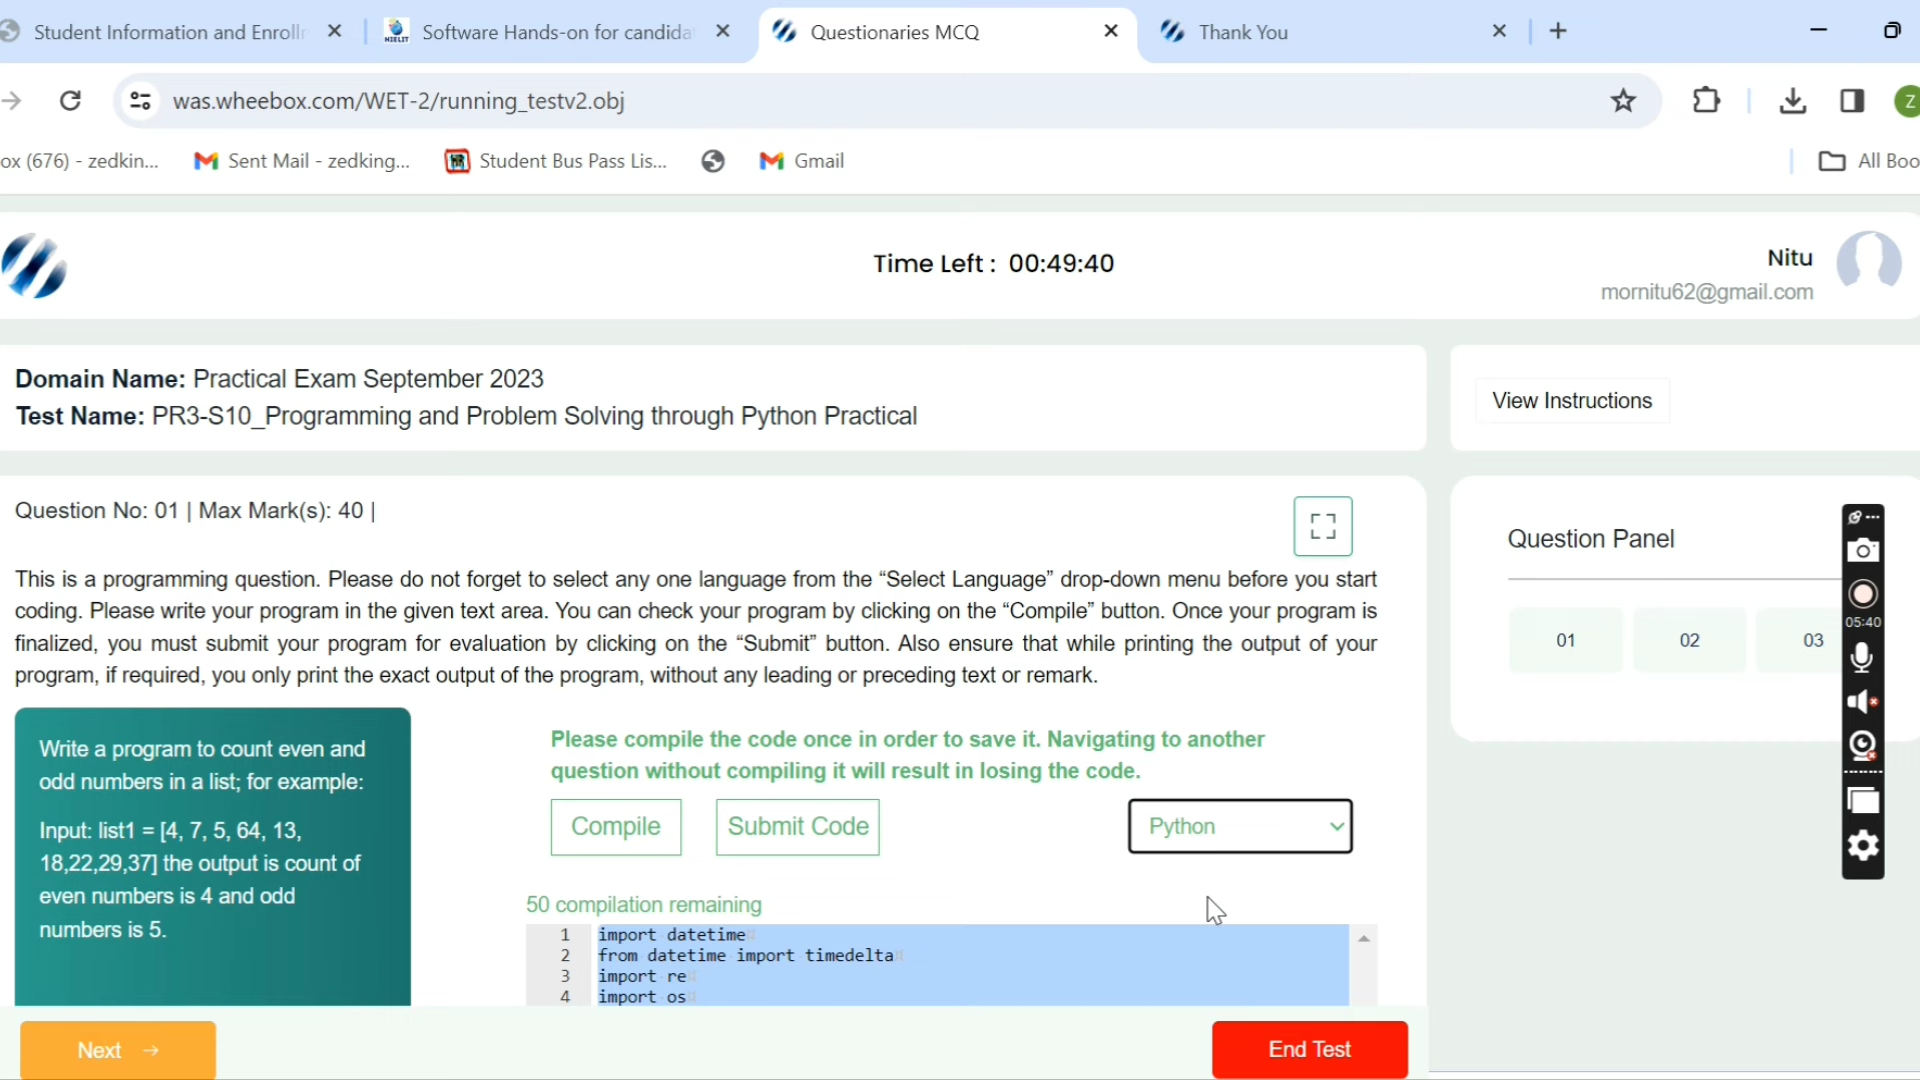 Student Information and Enrolln
Software Hands-on for candidat
Questionaries MCQ
Thank You
was.wheebox.com/WET-2/running_testv2.obj
Z
ox (676) - zedkin...
Sent Mail - zedking...
Student Bus Pass Lis...
Gmail
All Boo
Time Left : 00:49:40
Nitu
mornitu62@gmail.com
Domain Name: Practical Exam September 2023
Test Name: PR3-S10_Programming and Problem Solving through Python Practical
View Instructions
Question No: 01 | Max Mark(s): 40 |
Question Panel
01 02 03
05:40
This is a programming question. Please do not forget to select any one language from the “Select Language” drop-down menu before you start
coding. Please write your program in the given text area. You can check your program by clicking on the “Compile” button. Once your program is
finalized, you must submit your program for evaluation by clicking on the “Submit” button. Also ensure that while printing the output of your
program, if required, you only print the exact output of the program, without any leading or preceding text or remark.
Write a program to count even and
odd numbers in a list; for example:
Input: list1 = [4, 7, 5, 64, 13,
18,22,29,37] the output is count of
even numbers is 4 and odd
numbers is 5.
Please compile the code once in order to save it. Navigating to another
question without compiling it will result in losing the code.
Compile
Submit Code
Python
50 compilation remaining
1 import datetime
2 from datetime import timedelta
3 import re
4 import os
Next →
End Test